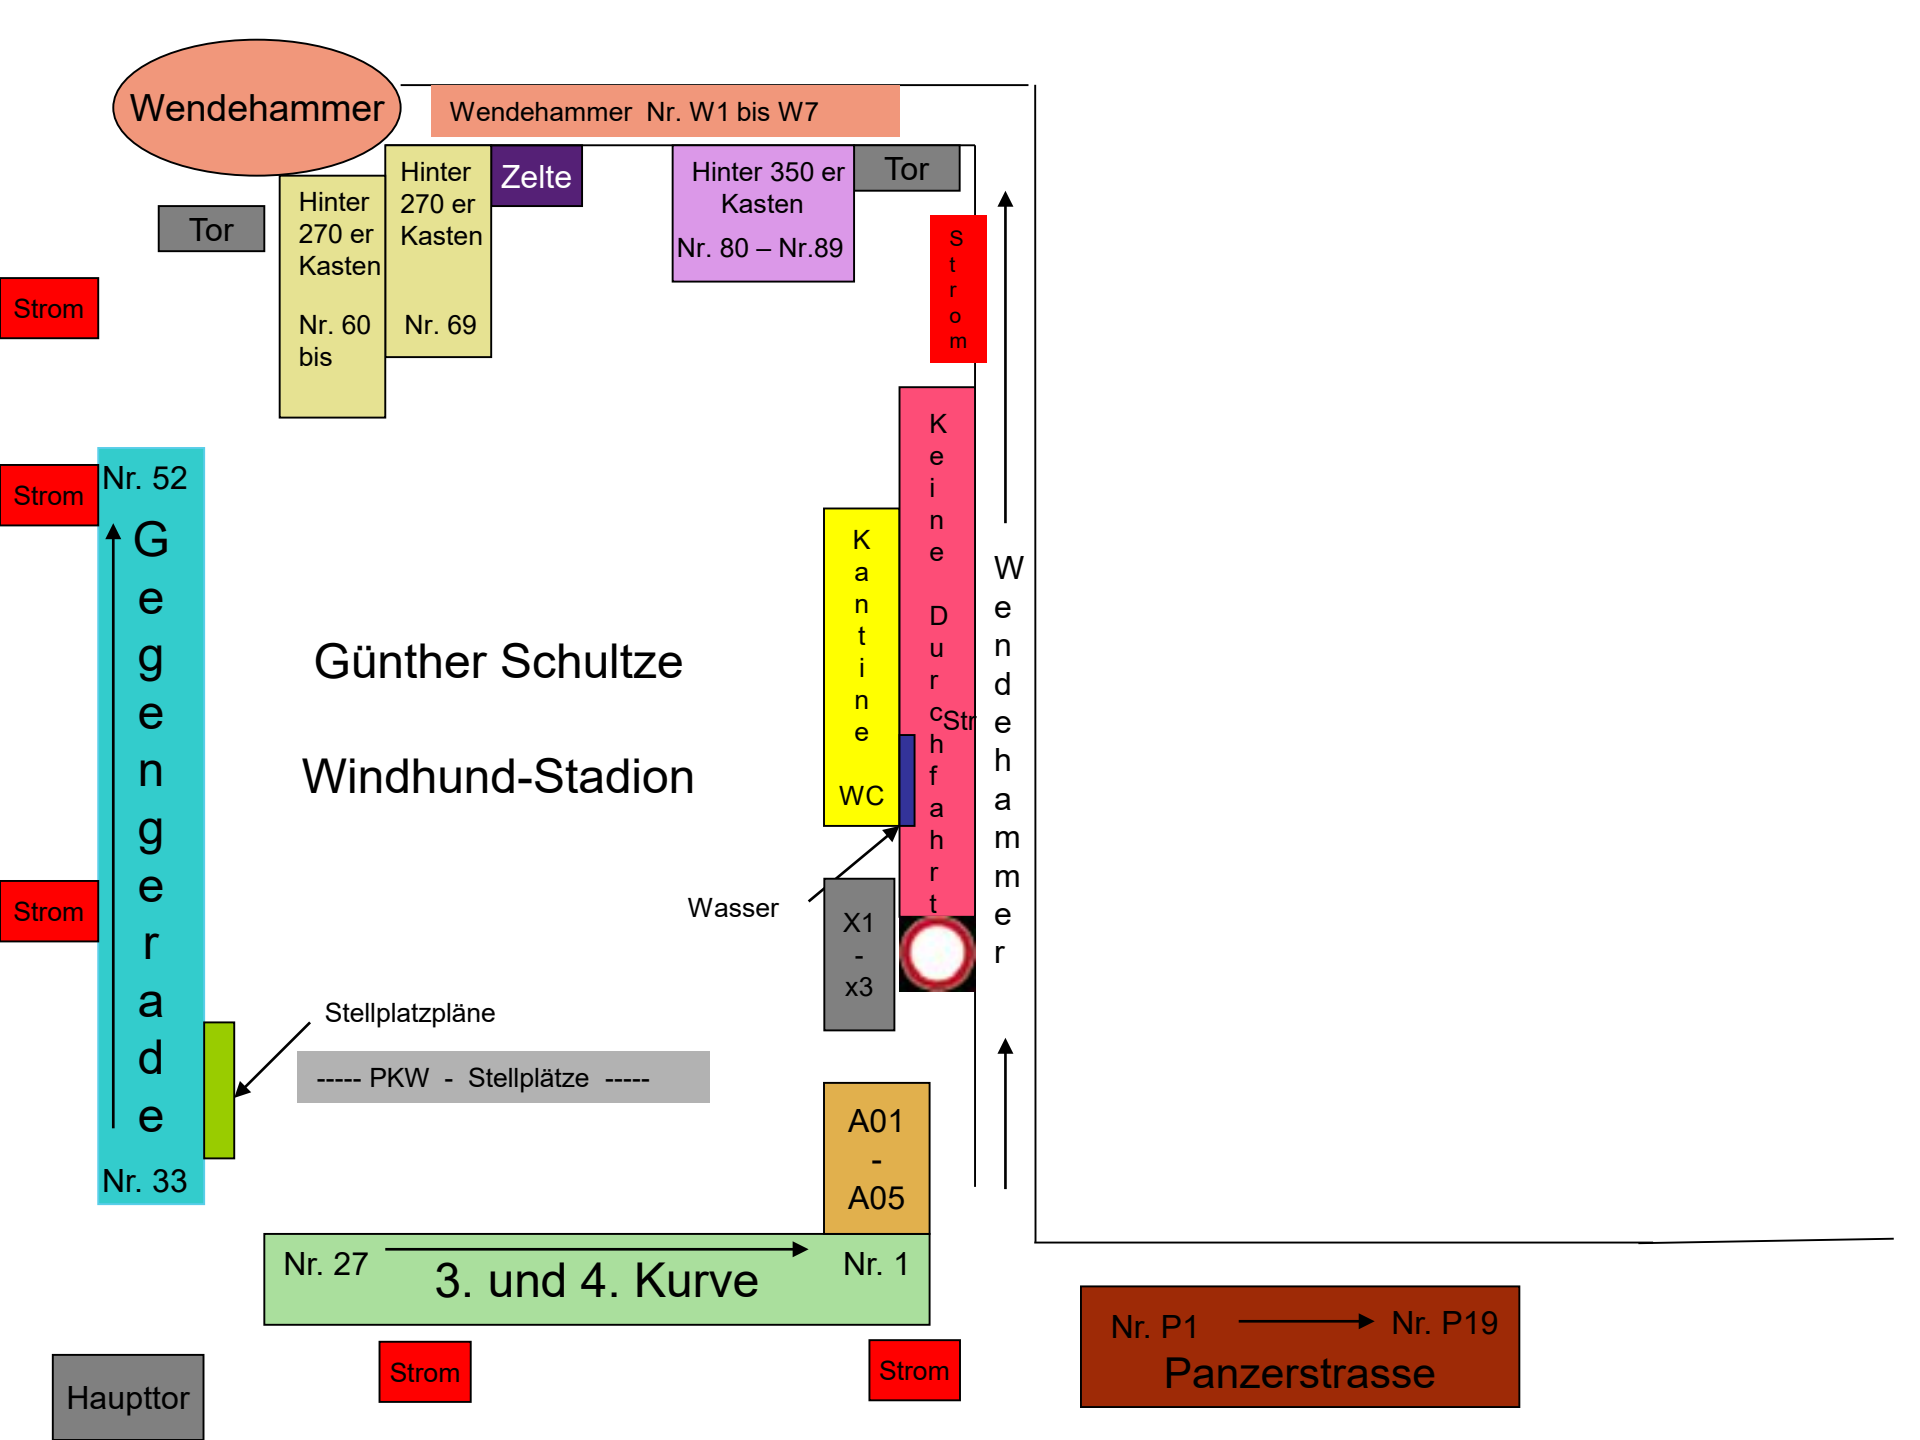 Wendehammer
Wendehammer Nr. W1 bis W7
Hinter
270 er
Kasten
Nr. 60
bis
Hinter
270 er
Kasten
Nr. 69
Zelte
Hinter 350 er
Kasten
Nr. 80 – Nr.89
Tor
Tor
Strom
Strom
Strom
Nr. 52
Gegengerade
Nr. 33
Strom
Günther Schultze
Windhund-Stadion
Kantine
WC
Keine Durchfahrt
Str
Wendehammer
Wasser
X1
-
x3
Stellplatzpläne
----- PKW - Stellplätze -----
A01
-
A05
Nr. 27
3. und 4. Kurve
Nr. 1
Strom
Strom
Haupttor
Nr. P1
Nr. P19
Panzerstrasse